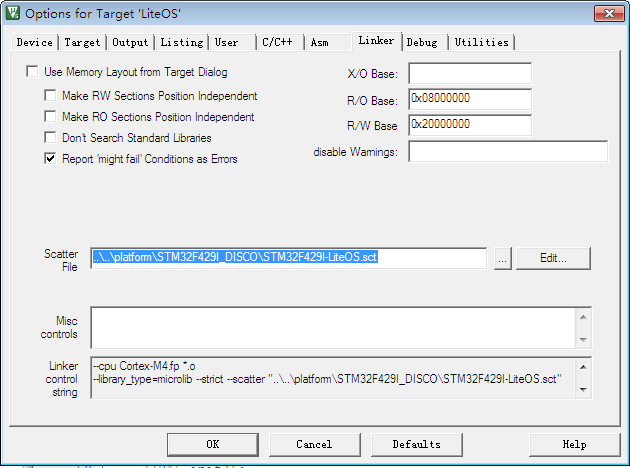 Options for Target 'LiteOS'
Device Target Output Listing User C/C++ Asm Linker Debug Utilities
Use Memory Layout from Target Dialog
Make RW Sections Position Independent
Make RO Sections Position Independent
Don't Search Standard Libraries
Report 'might fail' Conditions as Errors
X/O Base:
R/O Base: 0x08000000
R/W Base 0x20000000
disable Warnings:
Scatter
File
..\..\platform\STM32F429I_DISCO\STM32F429I-LiteOS.sct
...
Edit...
Misc
controls
Linker
control
string
--cpu Cortex-M4.fp *.o
--library_type=microlib --strict --scatter "..\..\platform\STM32F429I_DISCO\STM32F429I-LiteOS.sct"
OK Cancel Defaults Help